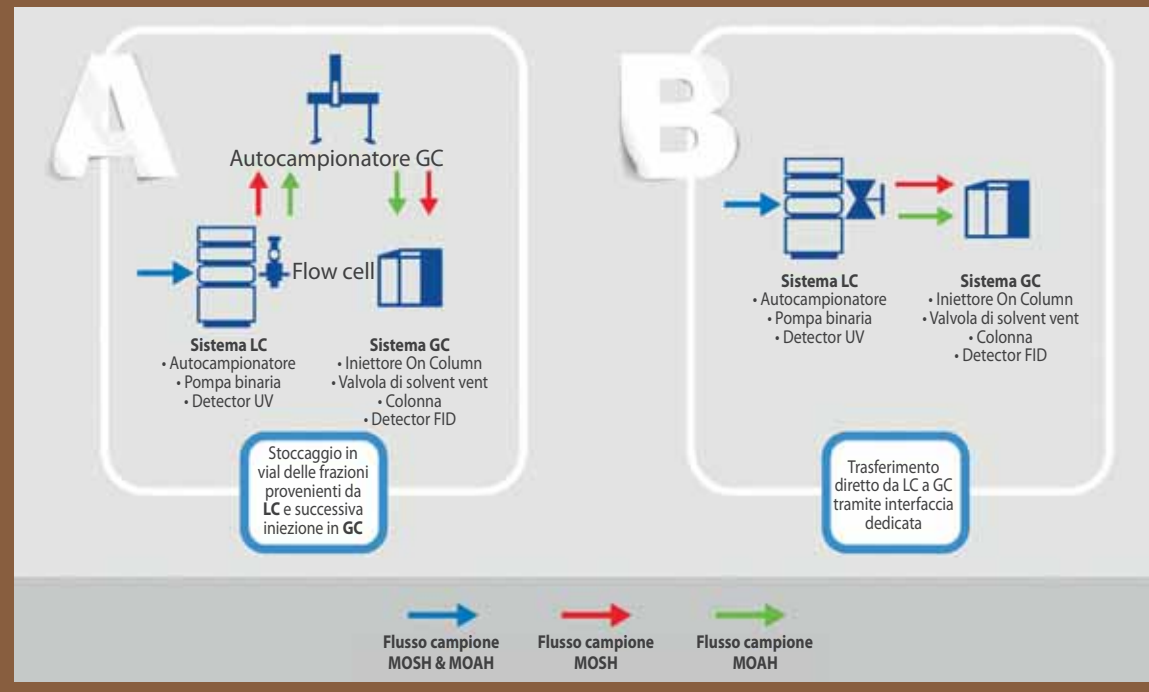 A
Autocampionatore GC
Flow cell
Sistema LC
• Autocampionatore
• Pompa binaria
• Detector UV
Sistema GC
• Iniettore On Column
• Valvola di solvent vent
• Colonna
• Detector FID
Stoccaggio in
vial delle frazioni
provenienti da
LC e successiva
iniezione in GC
B
Sistema LC
• Autocampionatore
• Pompa binaria
• Detector UV
Sistema GC
• Iniettore On Column
• Valvola di solvent vent
• Colonna
• Detector FID
Trasferimento
diretto da LC a GC
tramite interfaccia
dedicata
Flusso campione
MOSH & MOAH
Flusso campione
MOSH
Flusso campione
MOAH